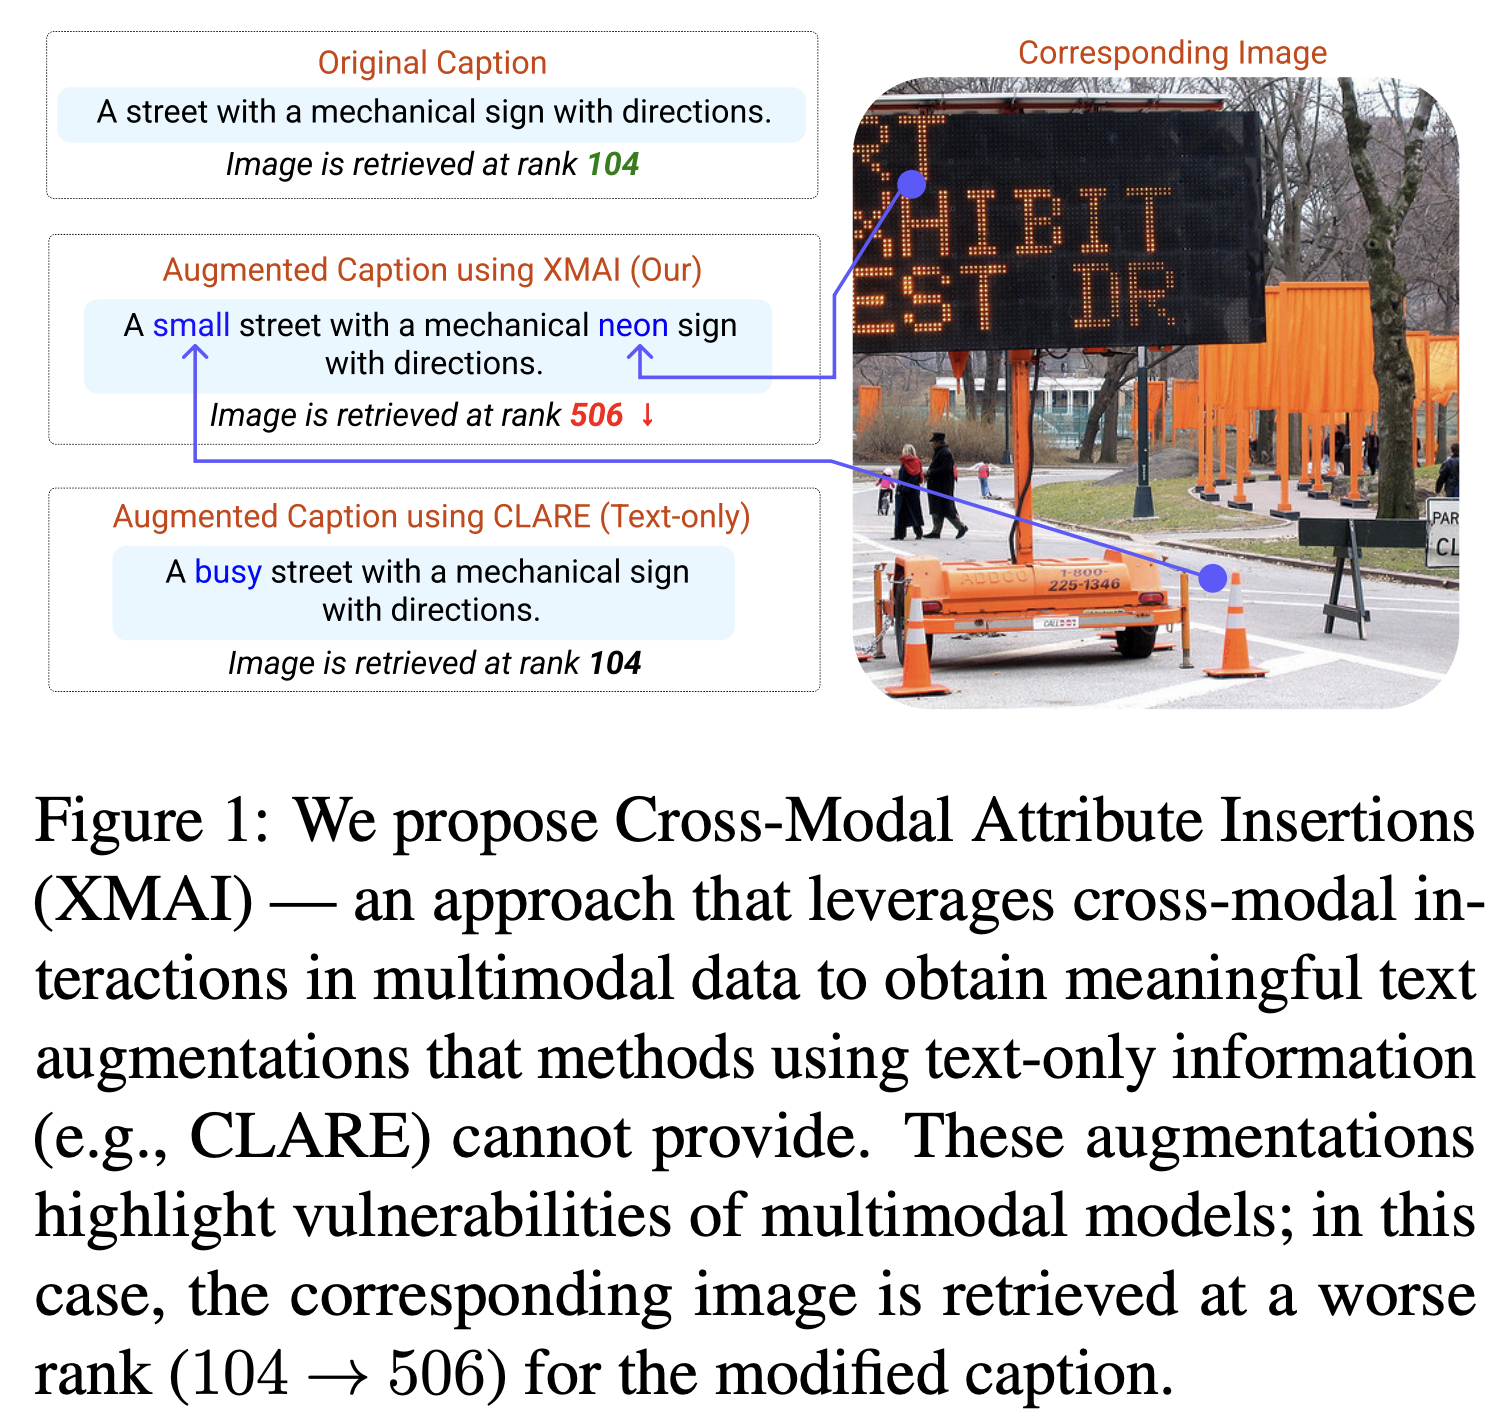 Original Caption
A street with a mechanical sign with directions.
Image is retrieved at rank 104
Augmented Caption using XMAI (Our)
A small street with a mechanical neon sign
with directions.
Image is retrieved at rank 506 ↓
Augmented Caption using CLARE (Text-only)
A busy street with a mechanical sign
with directions.
Image is retrieved at rank 104
Corresponding Image
RT
XHIBIT
EST DR
ADDCO
1-800-
225-1346
PAR
CL
Figure 1: We propose Cross-Modal Attribute Insertions
(XMAI) — an approach that leverages cross-modal in-
teractions in multimodal data to obtain meaningful text
augmentations that methods using text-only information
(e.g., CLARE) cannot provide. These augmentations
highlight vulnerabilities of multimodal models; in this
case, the corresponding image is retrieved at a worse
rank (104 → 506) for the modified caption.